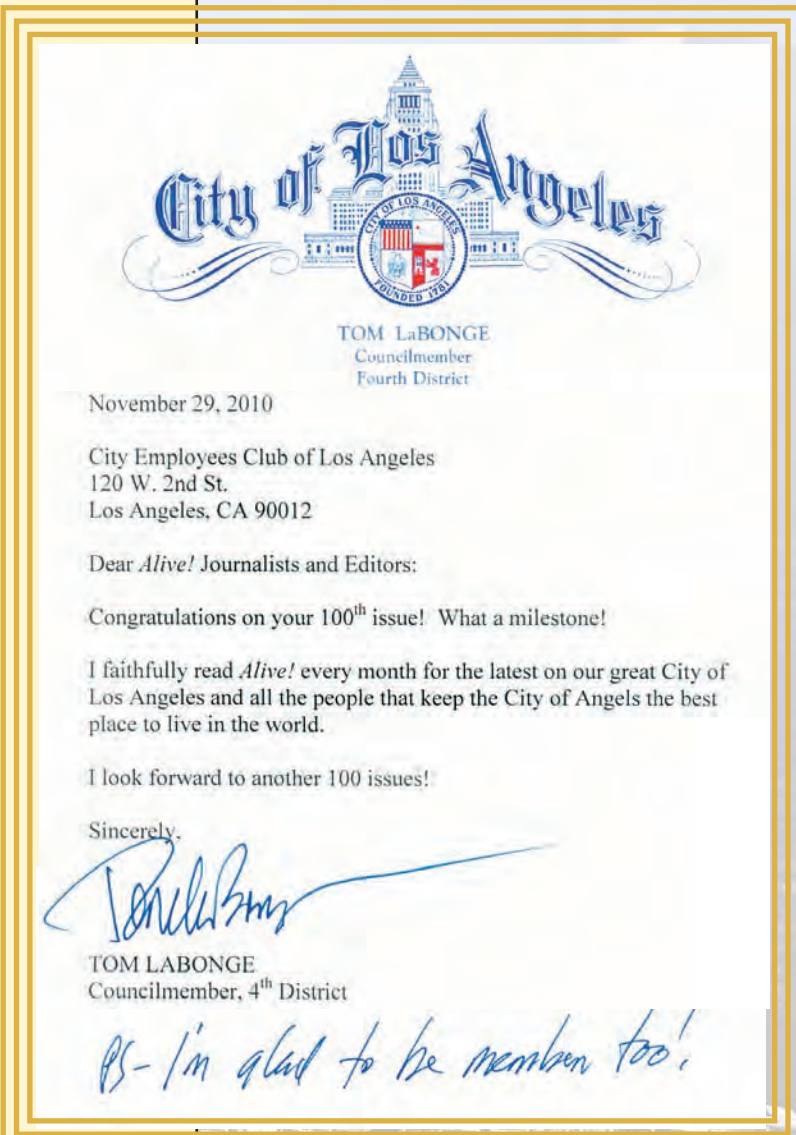 City of Los Angeles
CITY OF LOS ANGELES
FOUNDED 1781
TOM LaBONGE
Councilmember
Fourth District
November 29, 2010
City Employees Club of Los Angeles
120 W. 2nd St.
Los Angeles, CA 90012
Dear Alive! Journalists and Editors:
Congratulations on your 100th issue! What a milestone!
I faithfully read Alive! every month for the latest on our great City of
Los Angeles and all the people that keep the City of Angels the best
place to live in the world.
I look forward to another 100 issues!
Sincerely,
Tom LaBonge
TOM LABONGE
Councilmember, 4th District
PS- I'm glad to be member too!